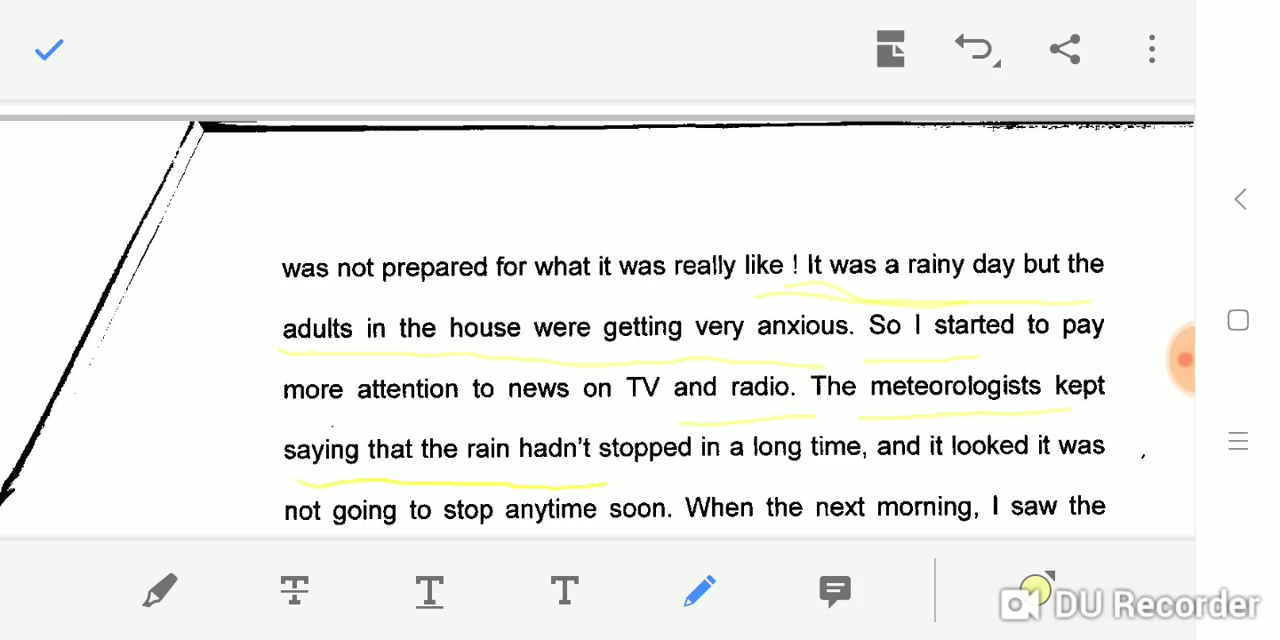 was not prepared for what it was really like ! It was a rainy day but the
adults in the house were getting very anxious. So I started to pay
more attention to news on TV and radio. The meteorologists kept
saying that the rain hadn't stopped in a long time, and it looked it was
not going to stop anytime soon. When the next morning, I saw the
T T T
DU Recorder